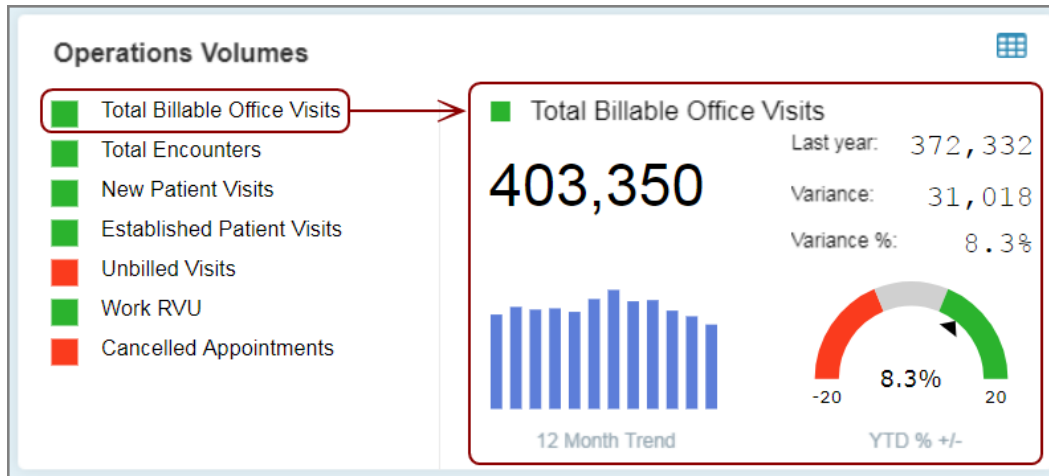 Operations Volumes
Total Billable Office Visits
Total Encounters
New Patient Visits
Established Patient Visits
Unbilled Visits
Work RVU
Cancelled Appointments
Total Billable Office Visits
403,350
Last year: 372,332
Variance: 31,018
Variance %: 8.3%
12 Month Trend
8.3%
-20 20
YTD % +/-